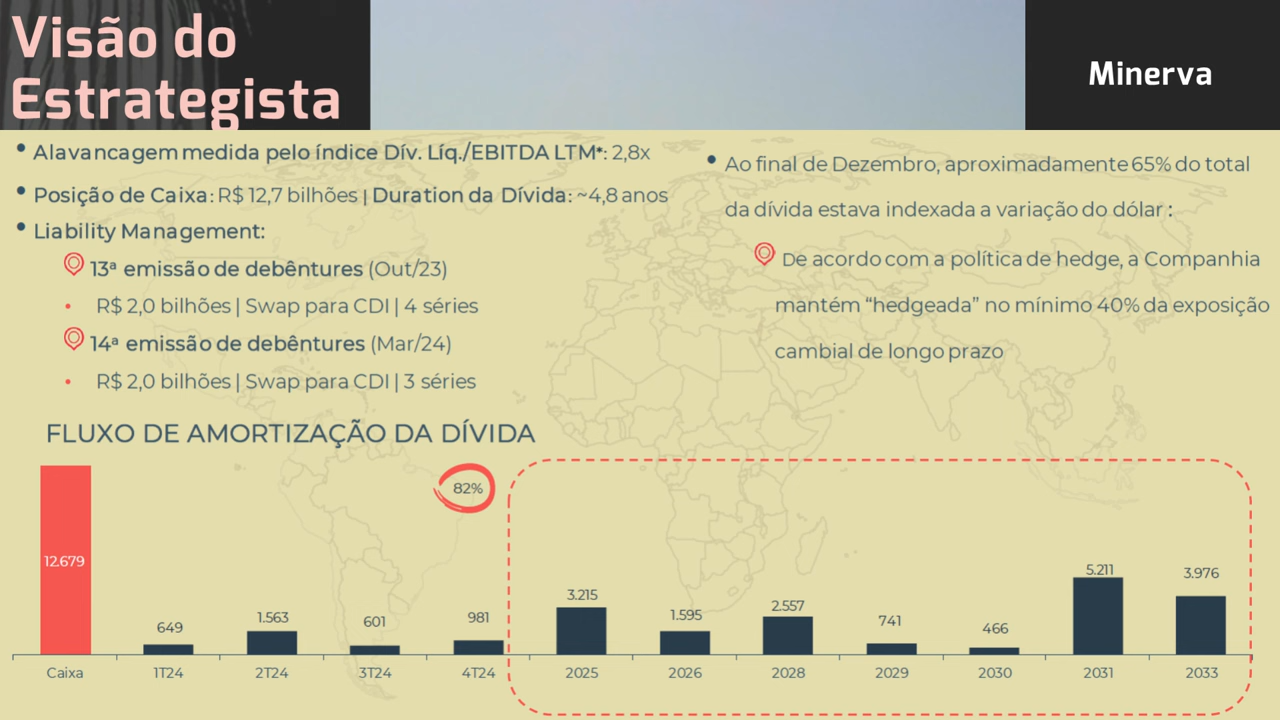 Visão do
Estrategista
Minerva
• Alavancagem medida pelo índice Dív. Líq./EBITDA LTM*: 2,8x
• Posição de Caixa: R$ 12,7 bilhões | Duration da Dívida: ~4,8 anos
• Liability Management:
13ª emissão de debêntures (Out/23)
• R$ 2,0 bilhões | Swap para CDI | 4 séries
14ª emissão de debêntures (Mar/24)
• R$ 2,0 bilhões | Swap para CDI | 3 séries
• Ao final de Dezembro, aproximadamente 65% do total
da dívida estava indexada a variação do dólar :
De acordo com a política de hedge, a Companhia
mantém “hedgeada” no mínimo 40% da exposição
cambial de longo prazo
FLUXO DE AMORTIZAÇÃO DA DÍVIDA
82%
12.679
649
1.563
601
981
3.215
1.595
2.557
741
466
5.211
3.976
Caixa
1T24
2T24
3T24
4T24
2025
2026
2028
2029
2030
2031
2033